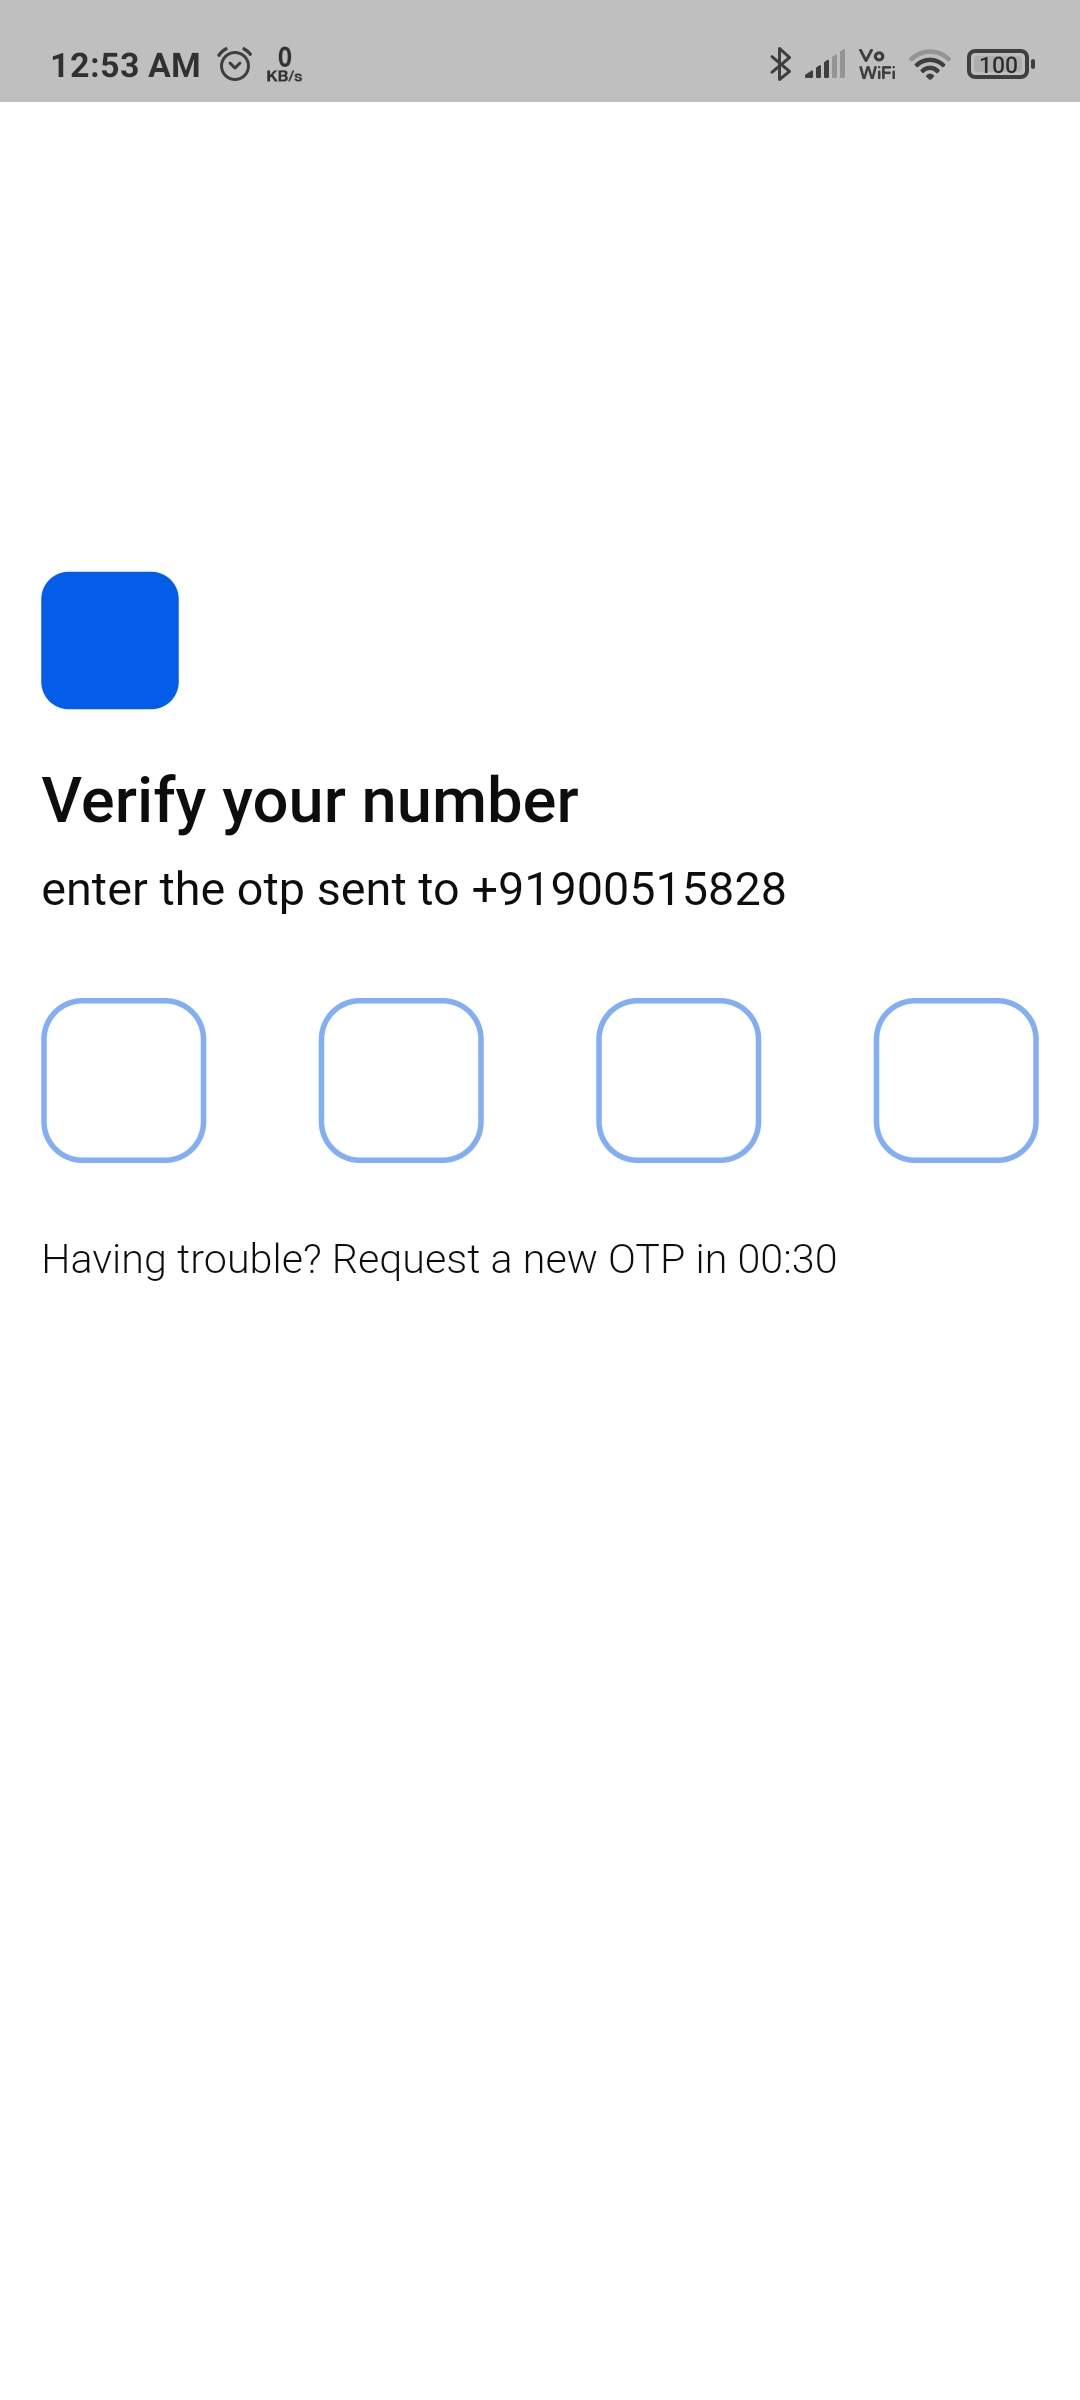 12:53 AM 0 KB/s Vo WiFi 100
Verify your number
enter the otp sent to +91900515828
Having trouble? Request a new OTP in 00:30